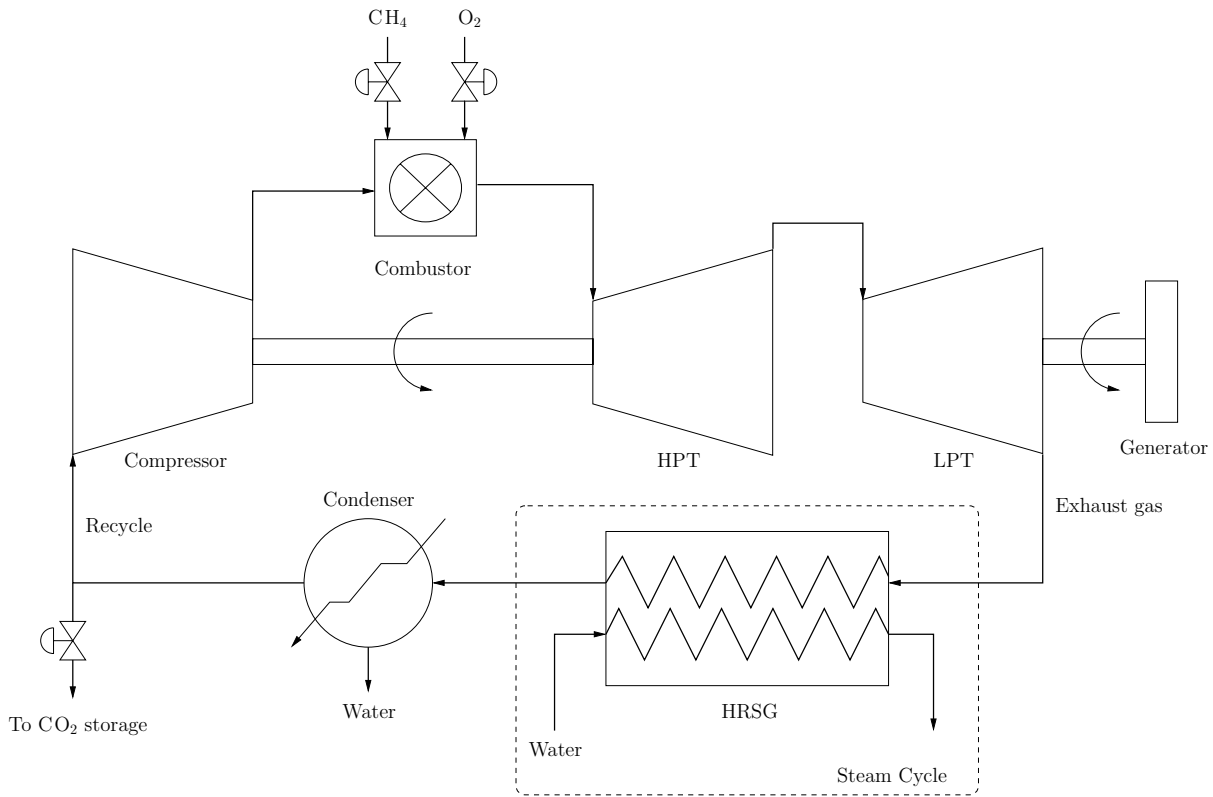 CH₄
O₂
Combustor
Compressor
HPT
LPT
Generator
Condenser
Exhaust gas
Recycle
Water
HRSG
To CO₂ storage
Water
Steam Cycle